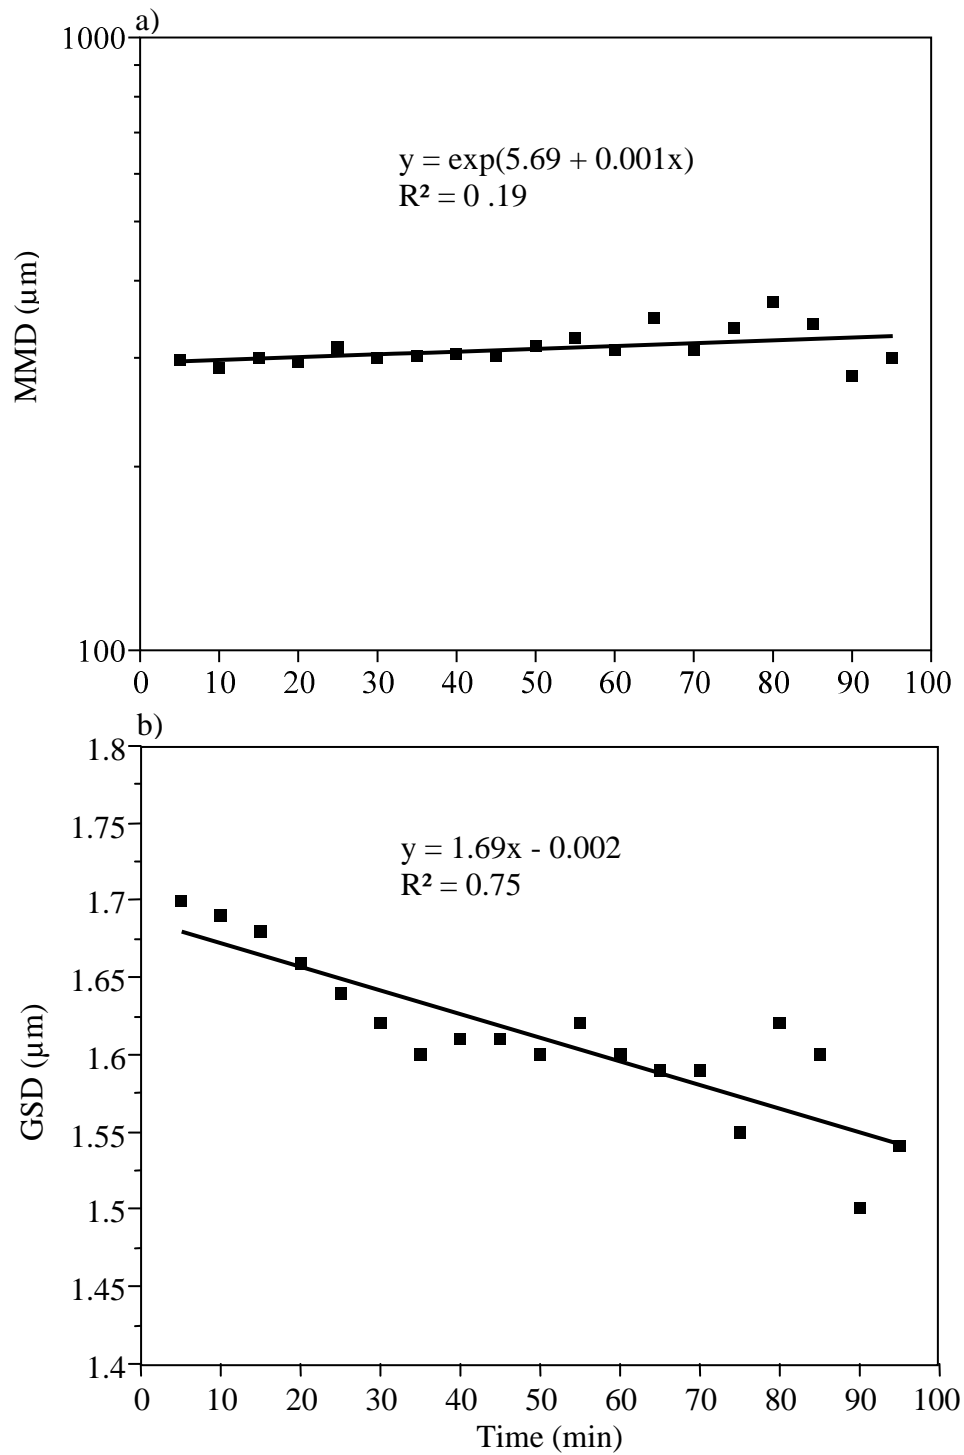 a)
1000
y = exp(5.69 + 0.001x)
R² = 0 .19
MMD (µm)
100
0 10 20 30 40 50 60 70 80 90 100
b)
1.8
1.75
y = 1.69x - 0.002
R² = 0.75
1.7
1.65
1.6
GSD (µm)
1.55
1.5
1.45
1.4
0 10 20 30 40 50 60 70 80 90 100
Time (min)